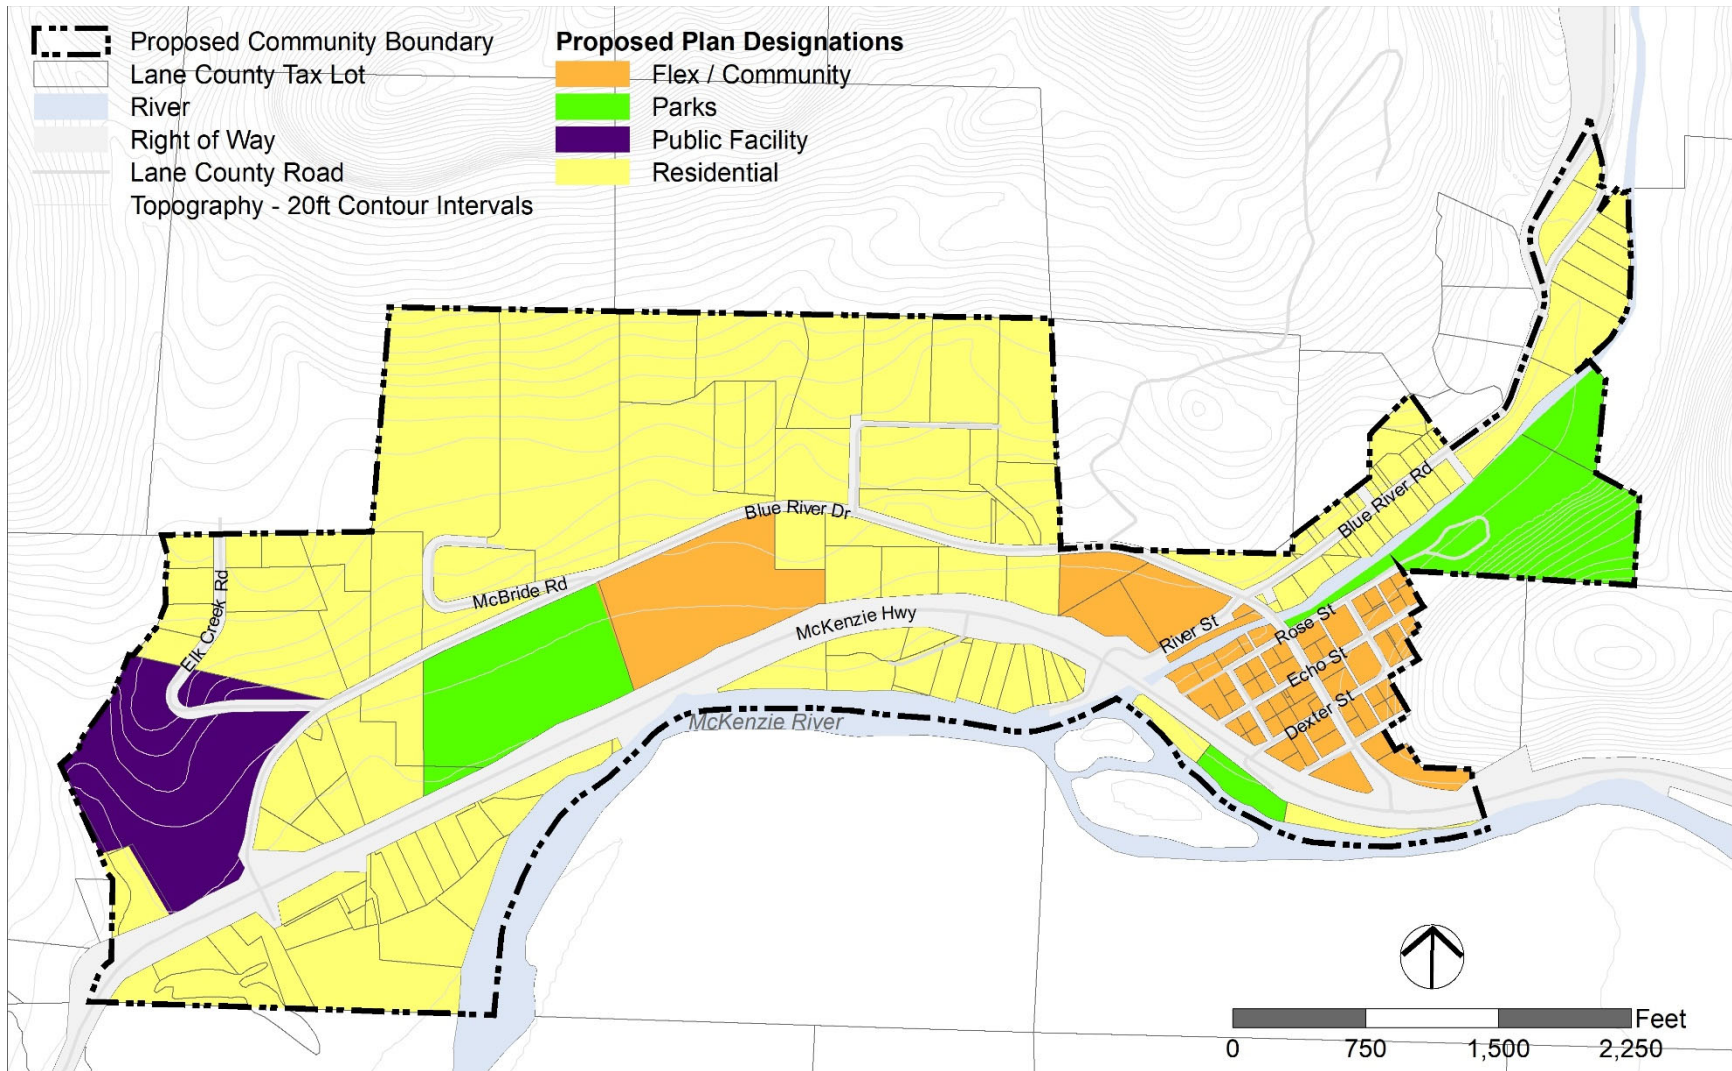 Proposed Community Boundary
Lane County Tax Lot
River
Right of Way
Lane County Road
Topography - 20ft Contour Intervals
Proposed Plan Designations
Flex / Community
Parks
Public Facility
Residential
Blue River Dr
McBride Rd
Elk Creek Rd
McKenzie Hwy
McKenzie River
Blue River Rd
River St
Rose St
Echo St
Dexter St
Feet
0 750 1,500 2,250